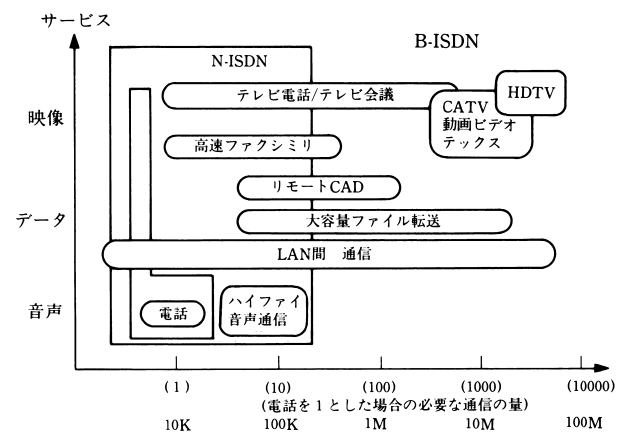 サービス
B-ISDN
N-ISDN
映像
テレビ電話/テレビ会議
HDTV
CATV
動画ビデオ
テックス
高速ファクシミリ
リモートCAD
データ
大容量ファイル転送
LAN間 通信
音声
電話
ハイファイ
音声通信
(1) (10) (100) (1000) (10000)
(電話を1とした場合の必要な通信の量)
10K 100K 1M 10M 100M